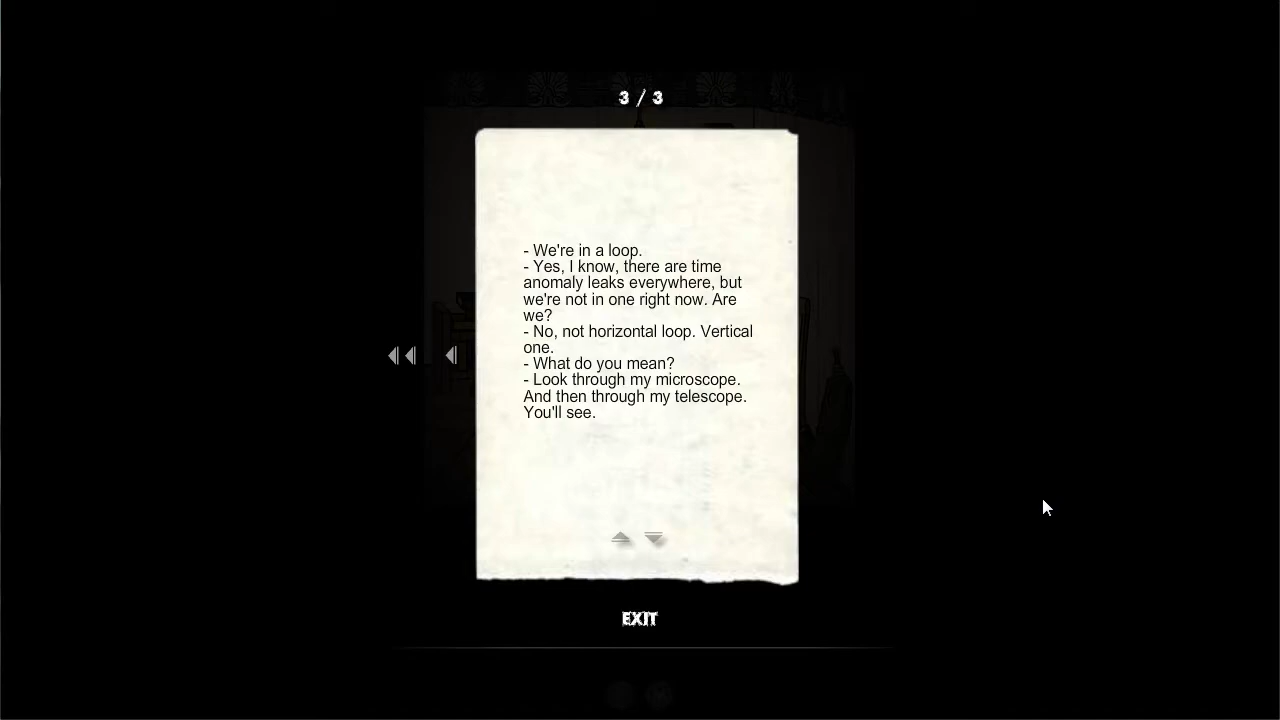 3 / 3
- We're in a loop.
- Yes, I know, there are time
anomaly leaks everywhere, but
we're not in one right now. Are
we?
- No, not horizontal loop. Vertical
one.
- What do you mean?
- Look through my microscope.
And then through my telescope.
You'll see.
EXIT